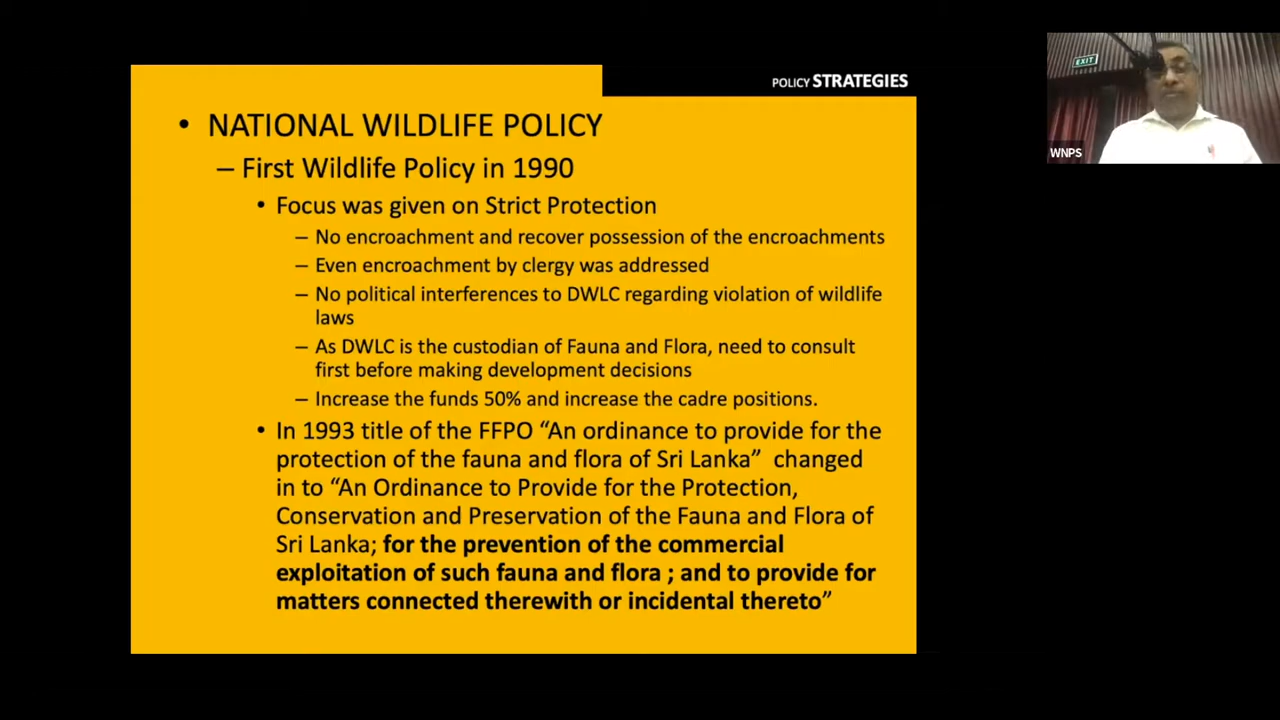 POLICY STRATEGIES
• NATIONAL WILDLIFE POLICY
– First Wildlife Policy in 1990
• Focus was given on Strict Protection
– No encroachment and recover possession of the encroachments
– Even encroachment by clergy was addressed
– No political interferences to DWLC regarding violation of wildlife
laws
– As DWLC is the custodian of Fauna and Flora, need to consult
first before making development decisions
– Increase the funds 50% and increase the cadre positions.
• In 1993 title of the FFPO “An ordinance to provide for the
protection of the fauna and flora of Sri Lanka” changed
in to “An Ordinance to Provide for the Protection,
Conservation and Preservation of the Fauna and Flora of
Sri Lanka; for the prevention of the commercial
exploitation of such fauna and flora ; and to provide for
matters connected therewith or incidental thereto”
EXIT
WNPS